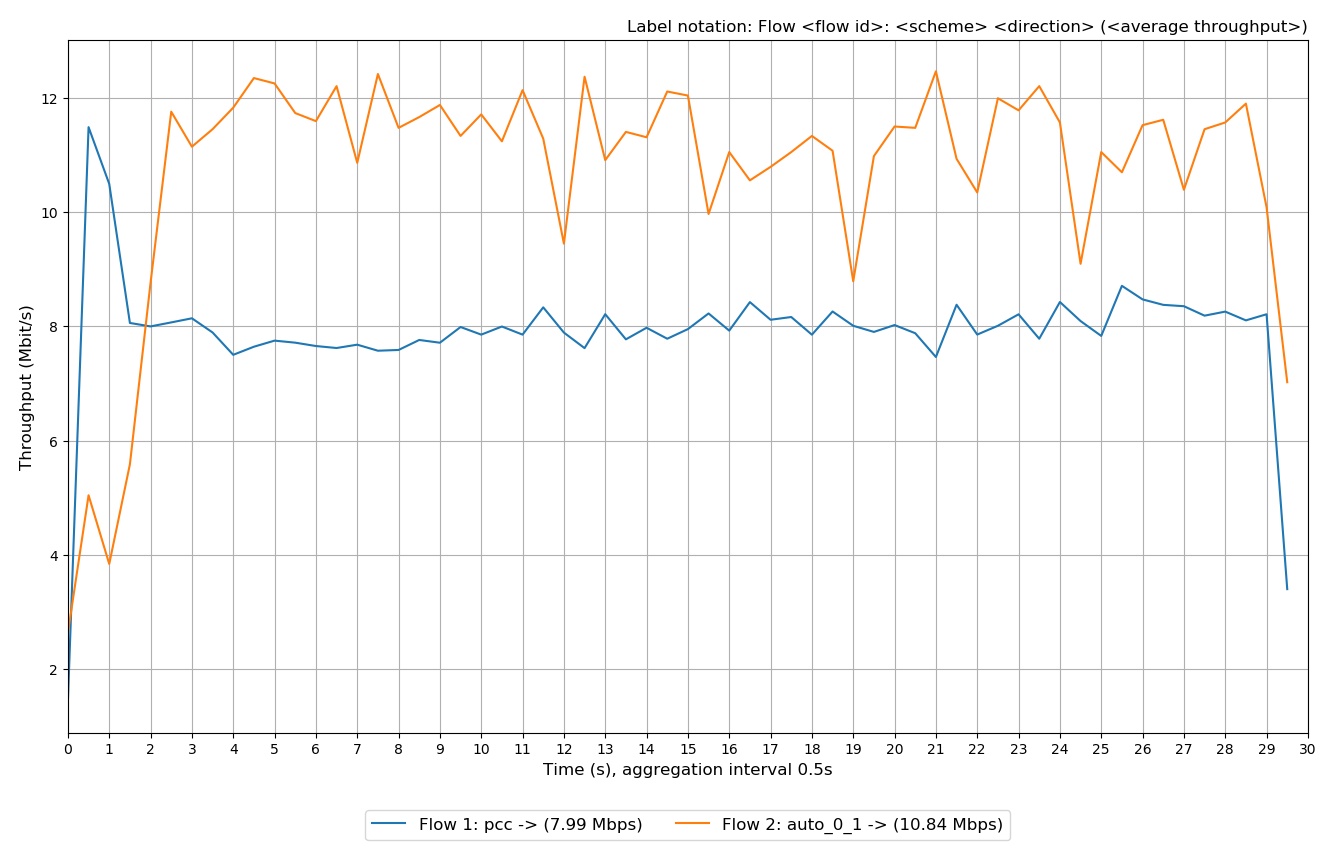 Label notation: Flow <flow id>: <scheme> <direction> (<average throughput>)
12
10
8
6
4
2
Throughput (Mbit/s)
0 1 2 3 4 5 6 7 8 9 10 11 12 13 14 15 16 17 18 19 20 21 22 23 24 25 26 27 28 29 30
Time (s), aggregation interval 0.5s
Flow 1: pcc -> (7.99 Mbps) Flow 2: auto_0_1 -> (10.84 Mbps)